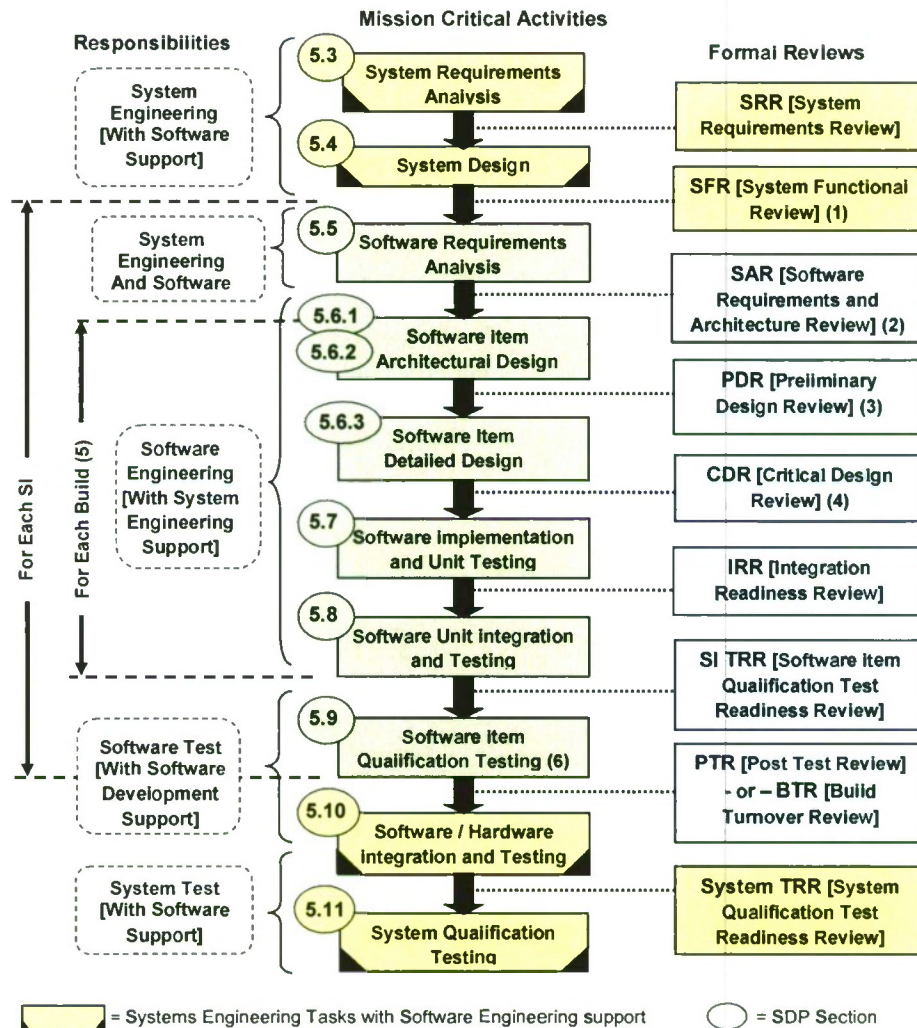 Mission Critical Activities
Responsibilities
Formai Reviews
System
Engineering
[With Software
Support]
System
Engineering
And Software
Software
Engineering
[With System
Engineering
Support]
Software Test
[With Software
Development
Support]
System Test
[With Software
Support]
For Each SI
For Each Build (5)
5.3
System Requirements
Anaivsis
5.4
System Design
5.5
Software Requirements
Analysis
5.6.1
5.6.2
Software item
Architecturai Design
5.6.3
Software Item
Detailed Design
5.7
Software impiementation
and Unit Testing
5.8
Software Unit integration
and Testing
5.9
Software item
Qualification Testing (6)
5.10
Software / Hardware
integration and Testing
5.11
System Quaiification
Testing
SRR [System
Requirements Review]
SFR [System Functional
Review] (1)
SAR [Software
Requirements and
Architecture Review] (2)
PDR [Preiiminary
Design Review] (3)
CDR [Critical Design
Review] (4)
IRR [Integration
Readiness Review]
SI TRR [Software item
Quaiification Test
Readiness Review]
PTR [Post Test Review]
- or – BTR [Build
Turnover Review]
System TRR [System
Qualification Test
Readiness Review]
= Systems Engineering Tasks with Software Engineering support
= SDP Section